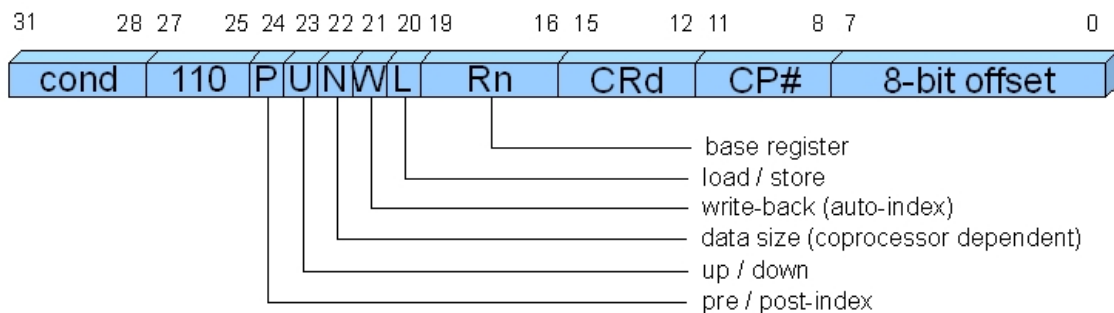 31 28 27 25 24 23 22 21 20 19 16 15 12 11 8 7 0
cond 110 P U N W L Rn CRd CP# 8-bit offset
base register
load / store
write-back (auto-index)
data size (coprocessor dependent)
up / down
pre / post-index